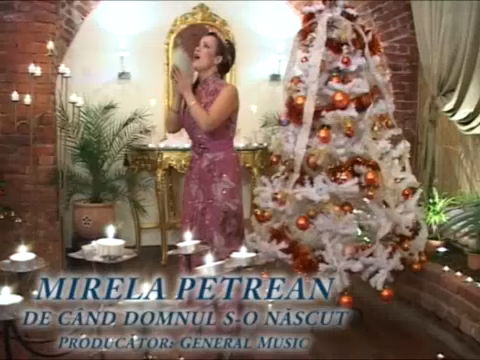 MIRELA PETREAN
DE CÂND DOMNUL S-O NĂSCUT
PRODUCĂTOR: GENERAL MUSIC